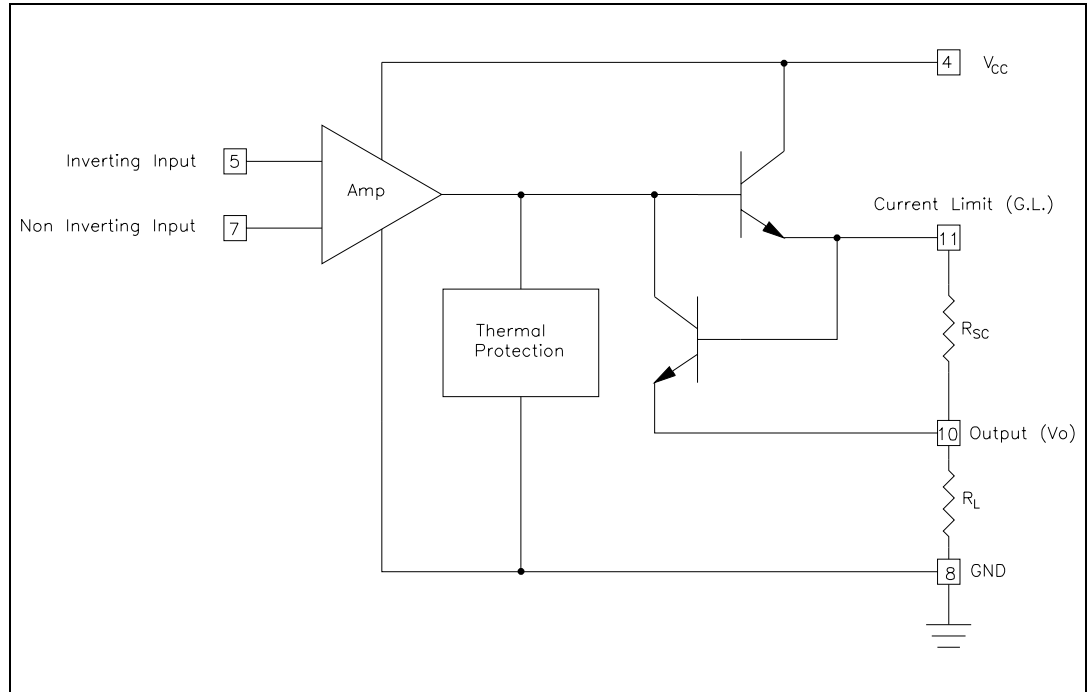 4 VCC
Inverting Input 5
Amp
Non Inverting Input 7
Current Limit (G.L.)
11
Thermal
Protection
RSC
10 Output (Vo)
RL
8 GND